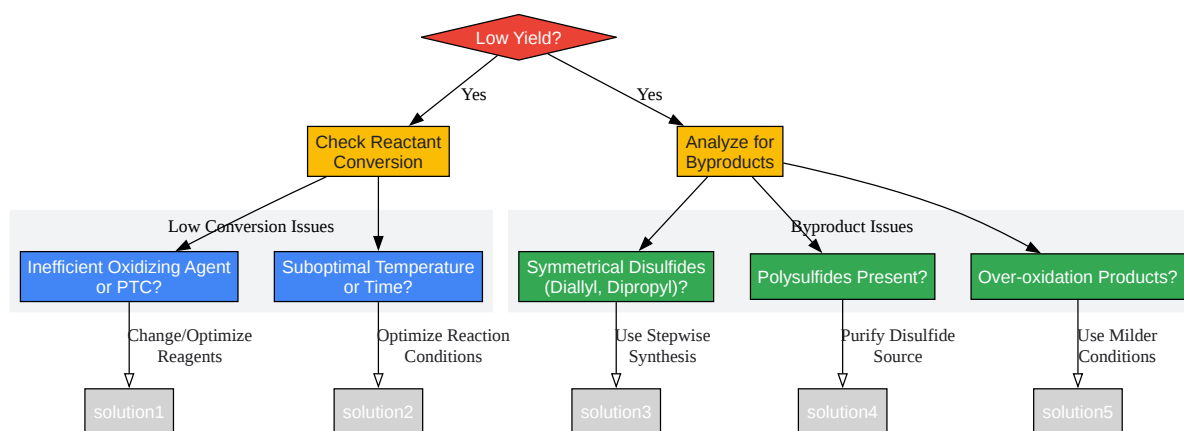 Low Yield?
Yes
Yes
Check Reactant
Conversion
Analyze for
Byproducts
Low Conversion Issues
Byproduct Issues
Inefficient Oxidizing Agent
or PTC?
Suboptimal Temperature
or Time?
Symmetrical Disulfides
(Diallyl, Dipropyl)?
Polysulfides Present?
Over-oxidation Products?
Change/Optimize
Reagents
Optimize Reaction
Conditions
Use Stepwise
Synthesis
Purify Disulfide
Source
Use Milder
Conditions
solution1
solution2
solution3
solution4
solution5